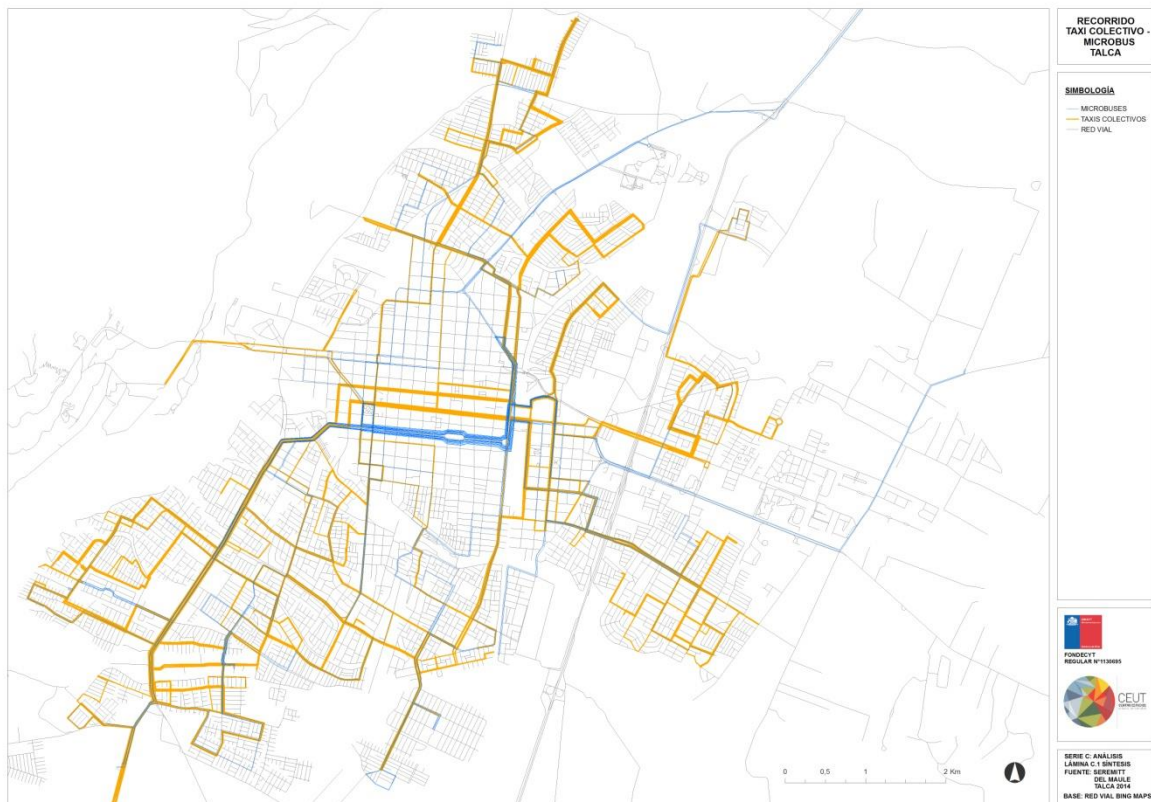 RECORRIDO
TAXI COLECTIVO -
MICROBUS
TALCA
SIMBOLOGÍA
MICROBUSES
TAXIS COLECTIVOS
RED VIAL
0 0,5 1 2 Km
FONDECYT
REGULAR N°1130005
CEUT
SERIE C: ANÁLISIS
LÁMINA C.1 SÍNTESIS
FUENTE: SEREMITT
DEL MAULE
TALCA 2014
BASE: RED VIAL BING MAPS